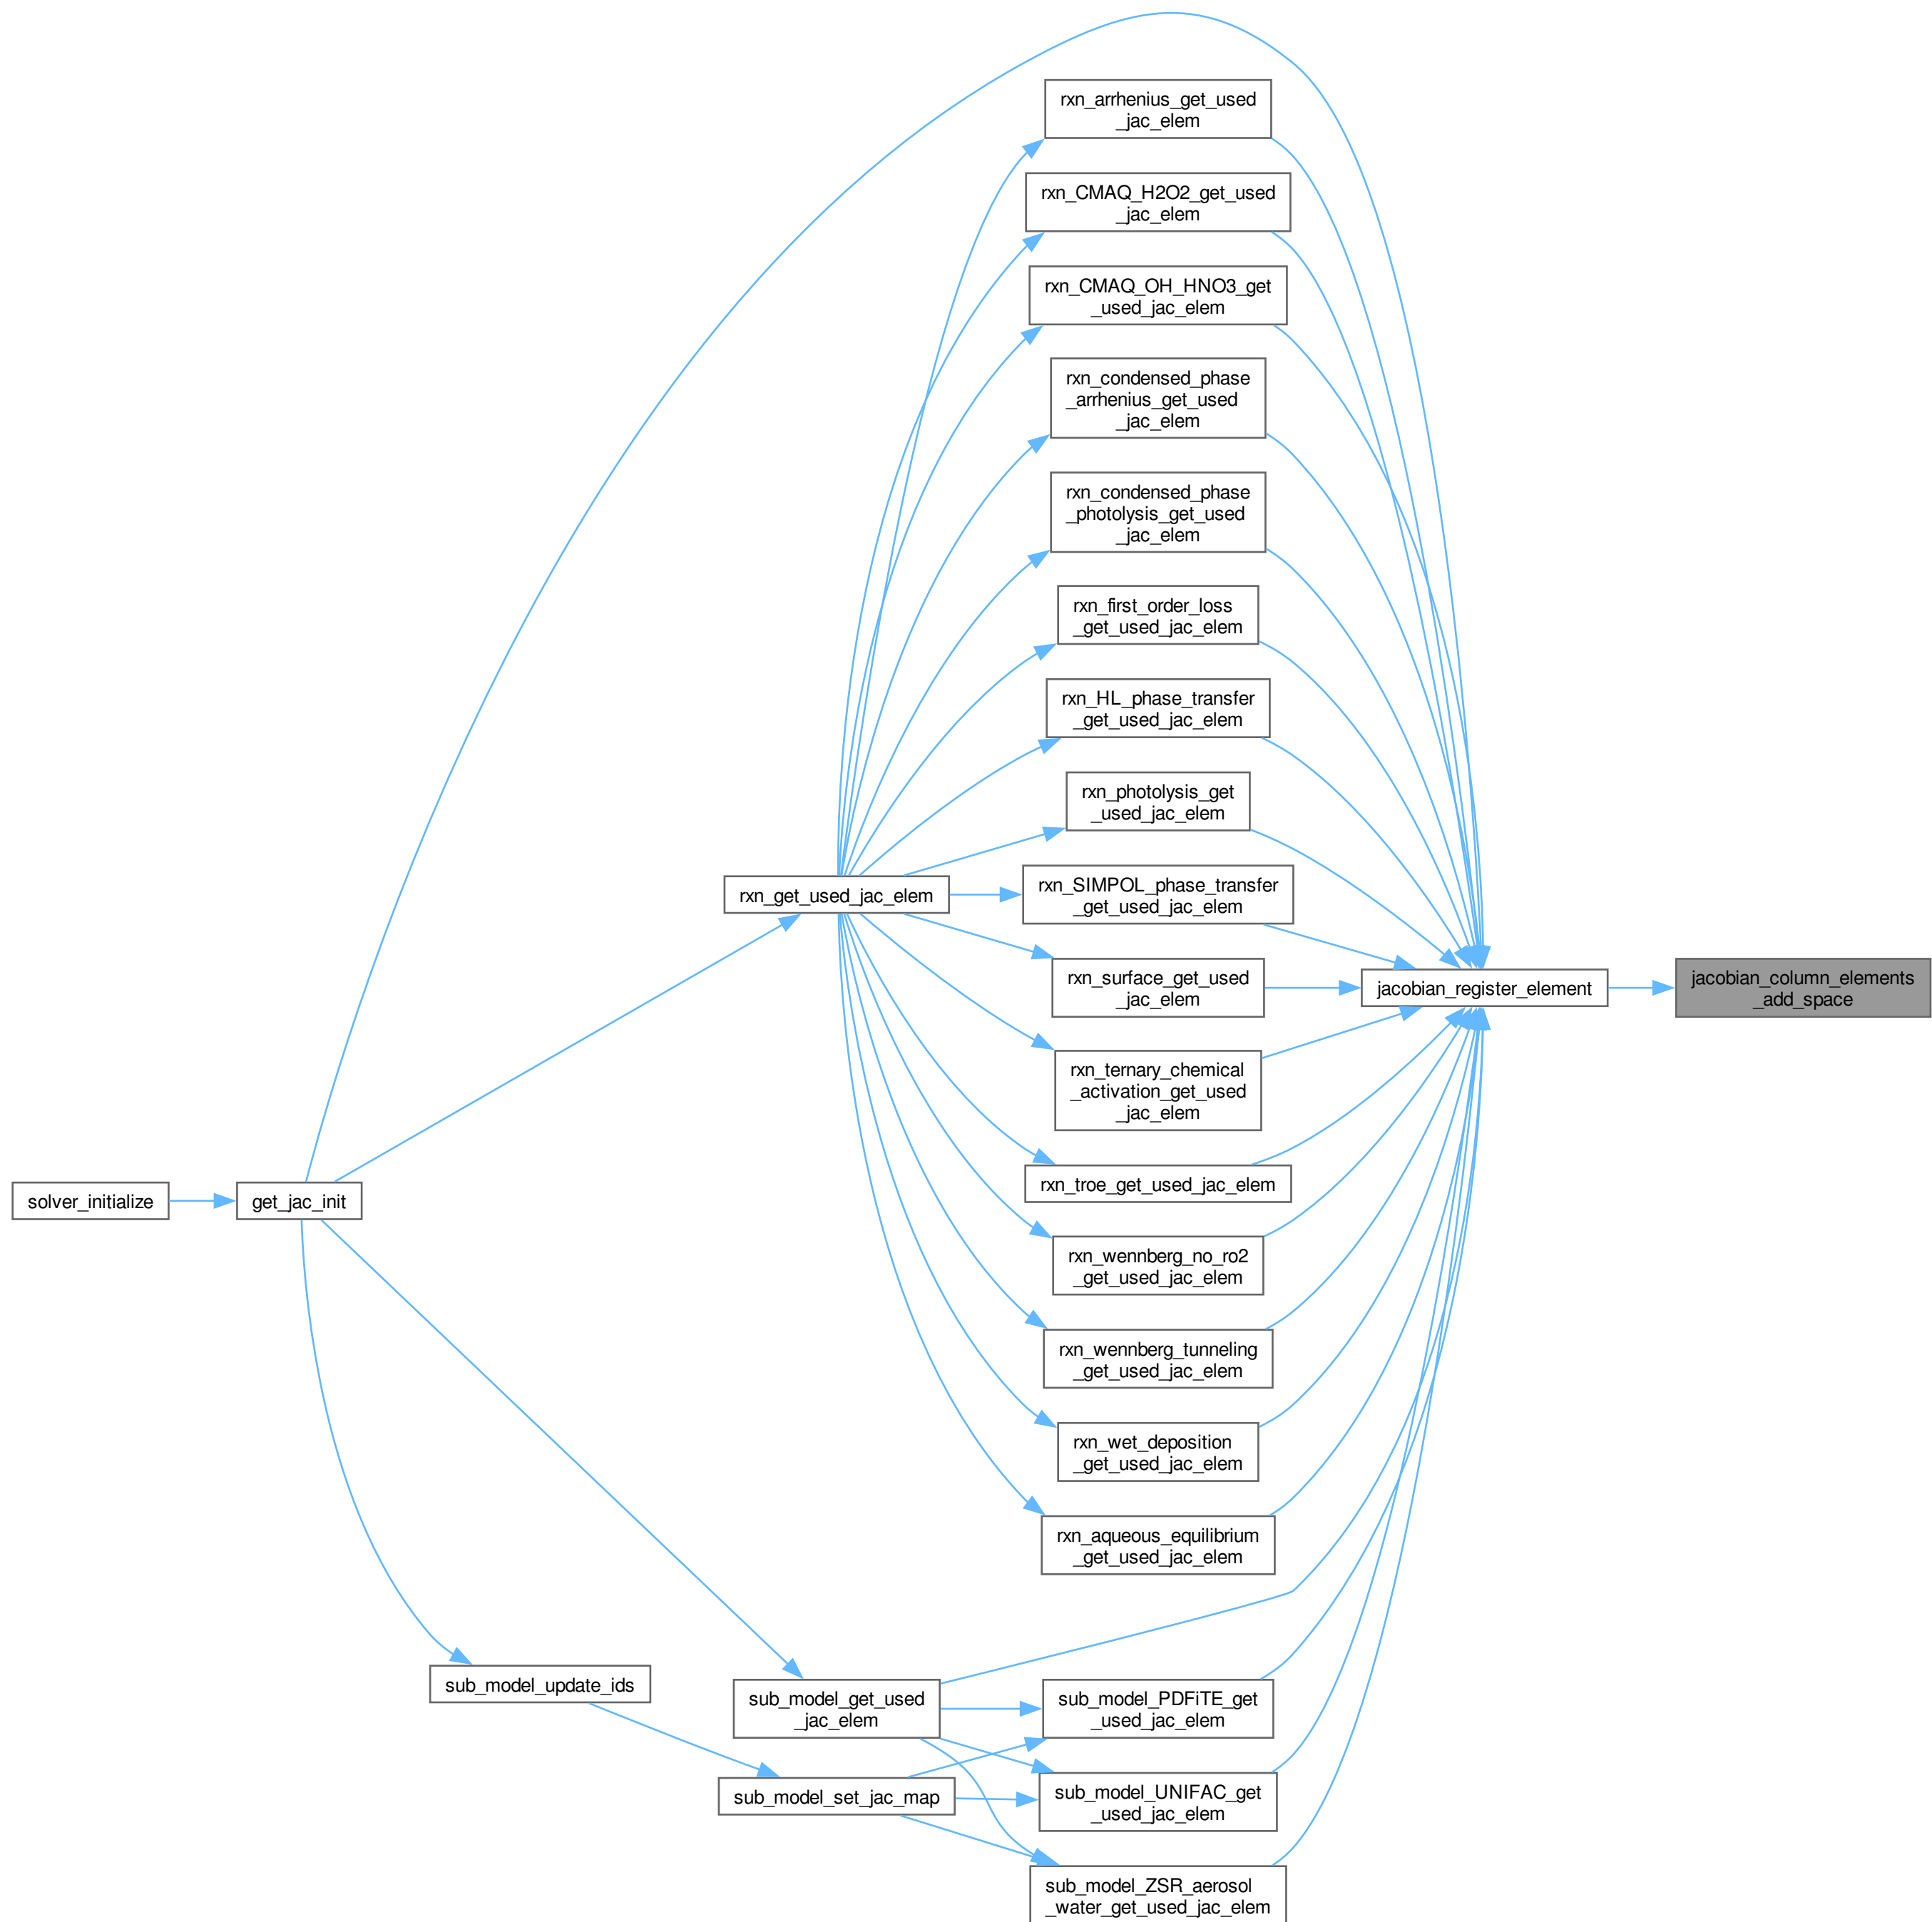 rxn_arrhenius_get_used
_jac_elem
rxn_CMAQ_H2O2_get_used
_jac_elem
rxn_CMAQ_OH_HNO3_get
_used_jac_elem
rxn_condensed_phase
_arrhenius_get_used
_jac_elem
rxn_condensed_phase
_photolysis_get_used
_jac_elem
rxn_first_order_loss
_get_used_jac_elem
rxn_HL_phase_transfer
_get_used_jac_elem
rxn_photolysis_get
_used_jac_elem
rxn_get_used_jac_elem
rxn_SIMPOL_phase_transfer
_get_used_jac_elem
rxn_surface_get_used
_jac_elem
jacobian_register_element
jacobian_column_elements
_add_space
rxn_ternary_chemical
_activation_get_used
_jac_elem
rxn_troe_get_used_jac_elem
solver_initialize
get_jac_init
rxn_wennberg_no_ro2
_get_used_jac_elem
rxn_wennberg_tunneling
_get_used_jac_elem
rxn_wet_deposition
_get_used_jac_elem
rxn_aqueous_equilibrium
_get_used_jac_elem
sub_model_update_ids
sub_model_get_used
_jac_elem
sub_model_PDFiTE_get
_used_jac_elem
sub_model_set_jac_map
sub_model_UNIFAC_get
_used_jac_elem
sub_model_ZSR_aerosol
_water_get_used_jac_elem